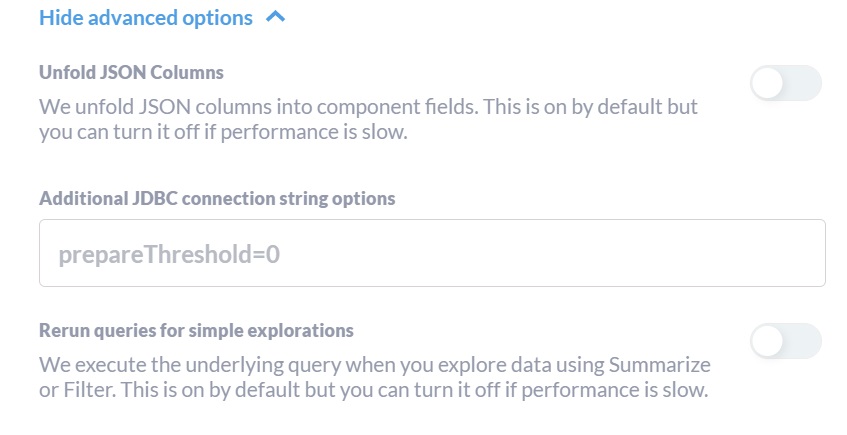 Hide advanced options
Unfold JSON Columns
We unfold JSON columns into component fields. This is on by default but
you can turn it off if performance is slow.
Additional JDBC connection string options
prepareThreshold=0
Rerun queries for simple explorations
We execute the underlying query when you explore data using Summarize
or Filter. This is on by default but you can turn it off if performance is slow.